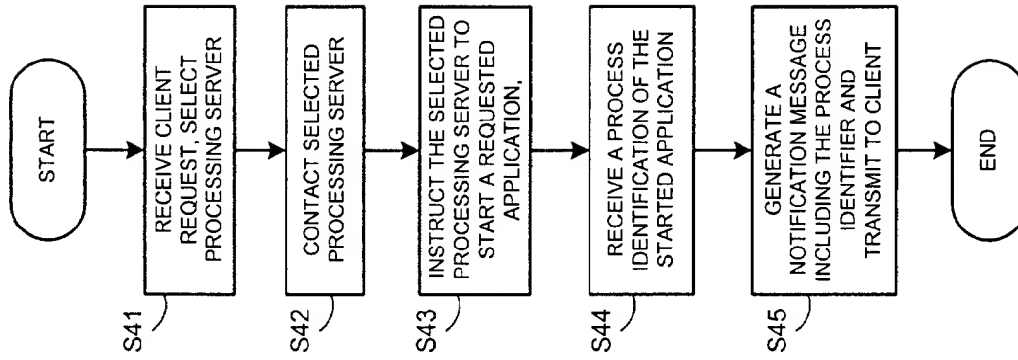 START
S41
RECEIVE CLIENT
REQUEST, SELECT
PROCESSING SERVER
S42
CONTACT SELECTED
PROCESSING SERVER
S43
INSTRUCT THE SELECTED
PROCESSING SERVER TO
START A REQUESTED
APPLICATION,
S44
RECEIVE A PROCESS
IDENTIFICATION OF THE
STARTED APPLICATION
S45
GENERATE A
NOTIFICATION MESSAGE
INCLUDING THE PROCESS
IDENTIFIER AND
TRANSMIT TO CLIENT
END